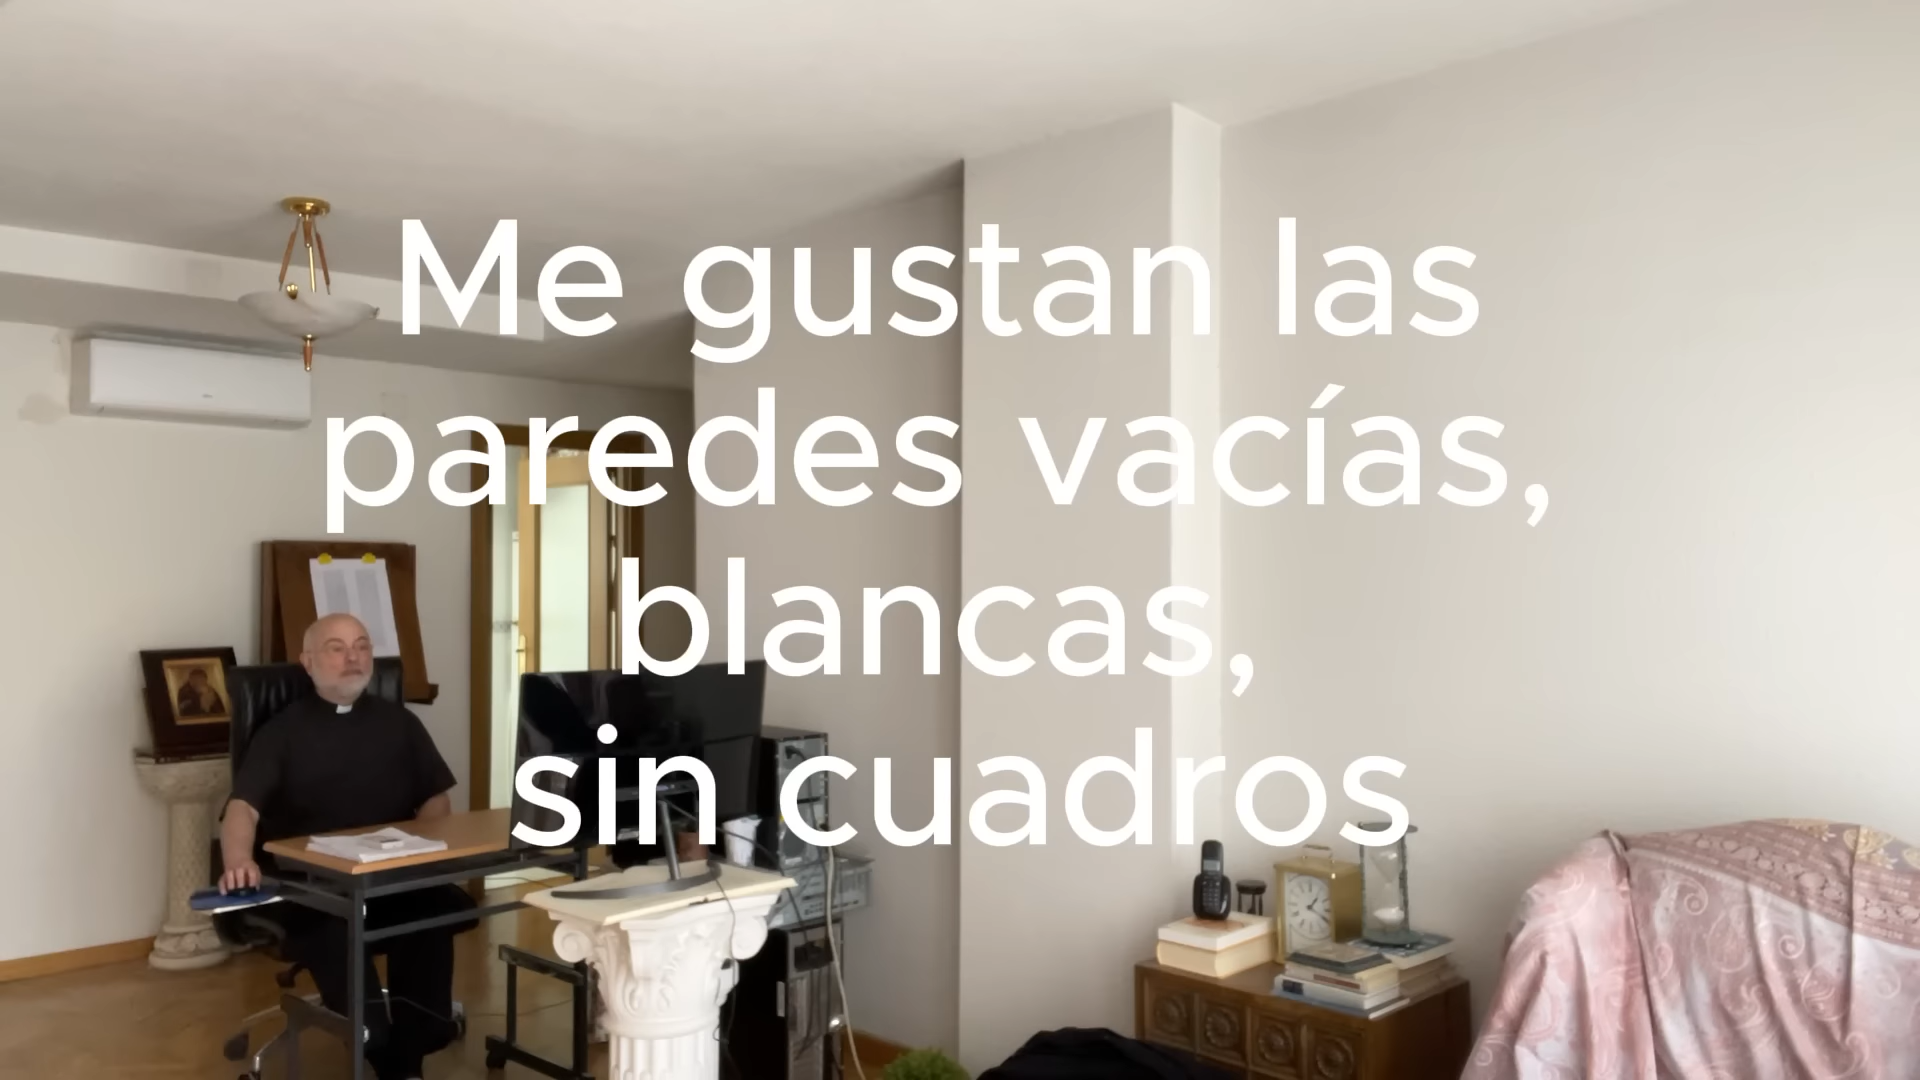 Me gustan las
paredes vacías,
blancas,
sin cuadros